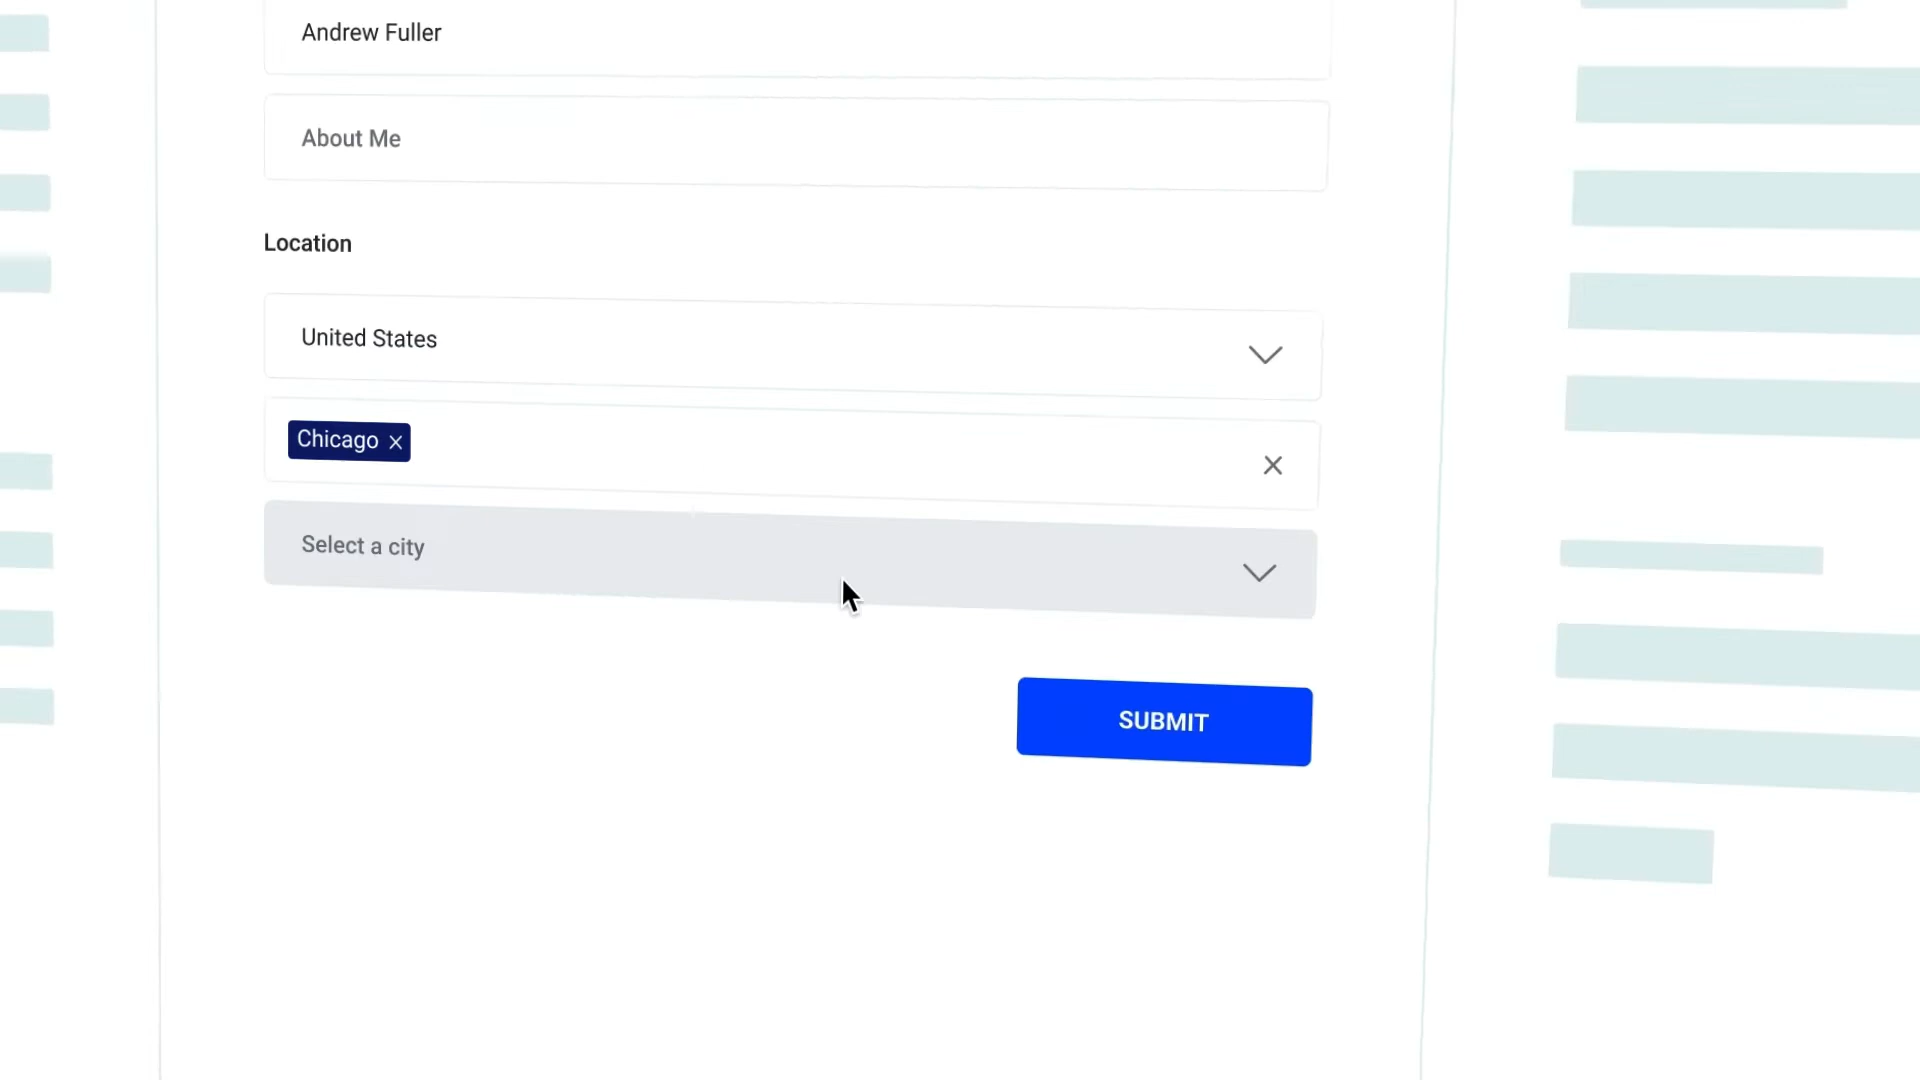 Andrew Fuller
About Me
Location
United States
Chicago
Select a city
SUBMIT